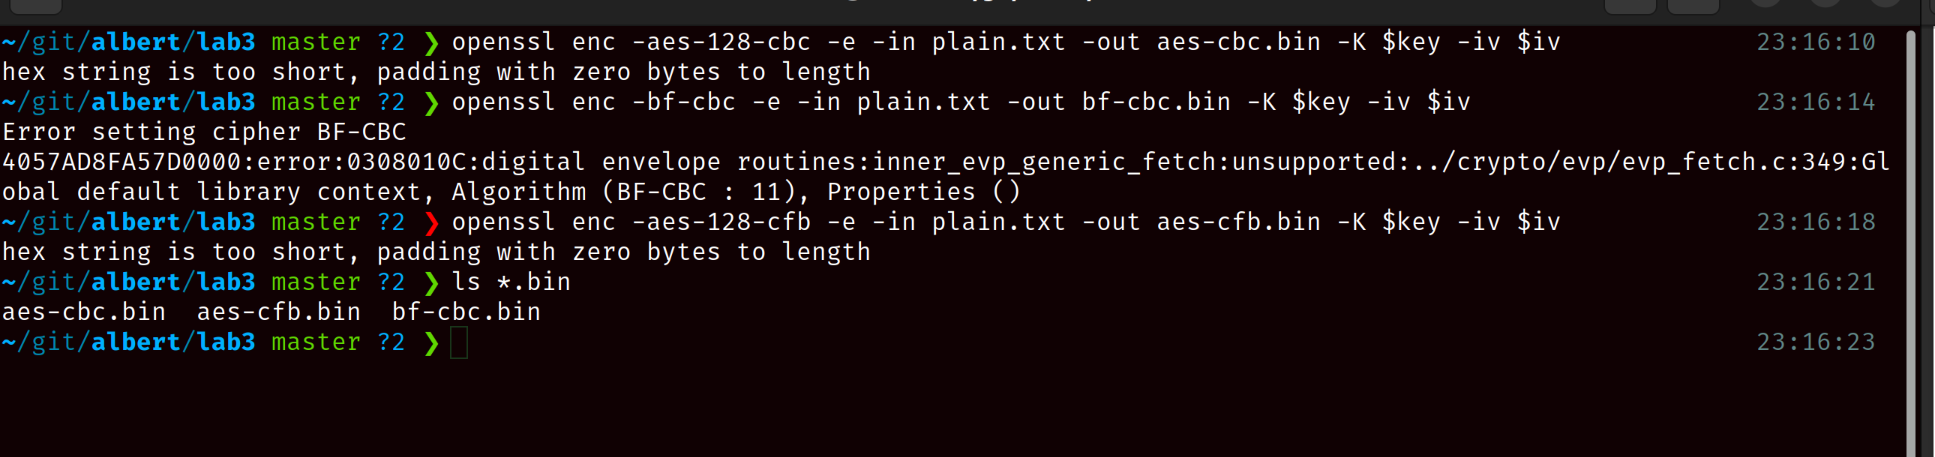 ~/git/albert/lab3 master ?2 ❯ openssl enc -aes-128-cbc -e -in plain.txt -out aes-cbc.bin -K $key -iv $iv 23:16:10
hex string is too short, padding with zero bytes to length
~/git/albert/lab3 master ?2 ❯ openssl enc -bf-cbc -e -in plain.txt -out bf-cbc.bin -K $key -iv $iv 23:16:14
Error setting cipher BF-CBC
4057AD8FA57D0000:error:0308010C:digital envelope routines:inner_evp_generic_fetch:unsupported:../crypto/evp/evp_fetch.c:349:Gl
obal default library context, Algorithm (BF-CBC : 11), Properties ()
~/git/albert/lab3 master ?2 ❯ openssl enc -aes-128-cfb -e -in plain.txt -out aes-cfb.bin -K $key -iv $iv 23:16:18
hex string is too short, padding with zero bytes to length
~/git/albert/lab3 master ?2 ❯ ls *.bin 23:16:21
aes-cbc.bin  aes-cfb.bin  bf-cbc.bin
~/git/albert/lab3 master ?2 ❯ 23:16:23